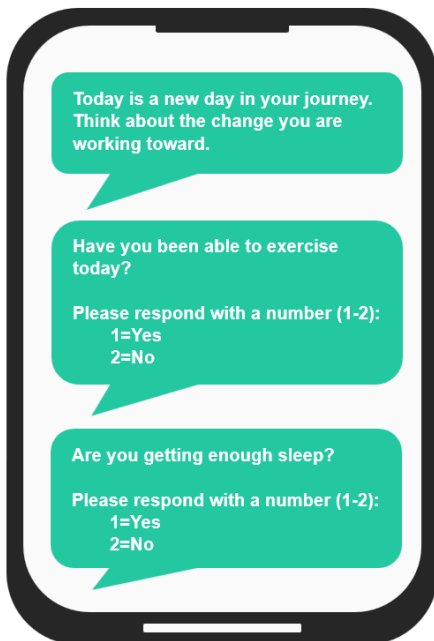 Today is a new day in your journey.
Think about the change you are
working toward.
Have you been able to exercise
today?
Please respond with a number (1-2):
1=Yes
2=No
Are you getting enough sleep?
Please respond with a number (1-2):
1=Yes
2=No